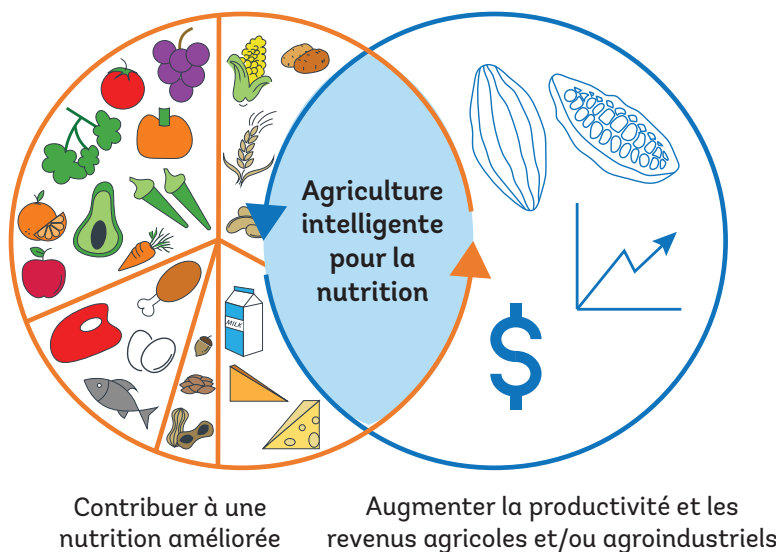 MILK
Agriculture
intelligente
pour la
nutrition
$
Contribuer à une
nutrition améliorée
Augmenter la productivité et les
revenus agricoles et/ou agroindustriels